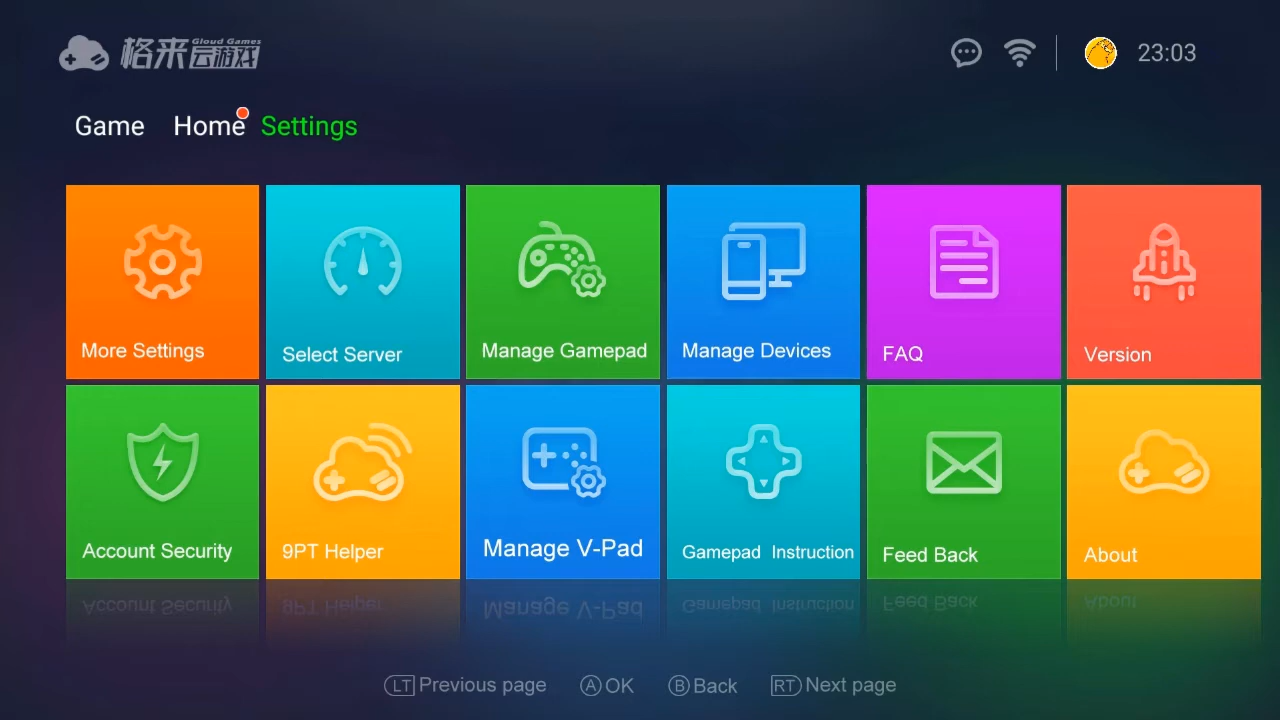 格来云游戏
Gloud Games
23:03
Game Home Settings
More Settings
Select Server
Manage Gamepad
Manage Devices
FAQ
Version
Account Security
9PT Helper
Manage V-Pad
Gamepad Instruction
Feed Back
About
LT Previous page A OK B Back RT Next page